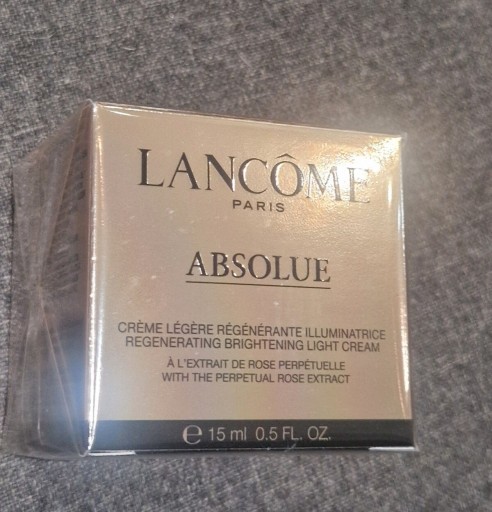 LANCÔME
PARIS
ABSOLUE
CRÈME LÉGÈRE RÉGÉNÉRANTE ILLUMINATRICE
REGENERATING BRIGHTENING LIGHT CREAM
À L'EXTRAIT DE ROSE PERPÉTUELLE
WITH THE PERPETUAL ROSE EXTRACT
℮ 15 ml 0.5 FL. OZ.